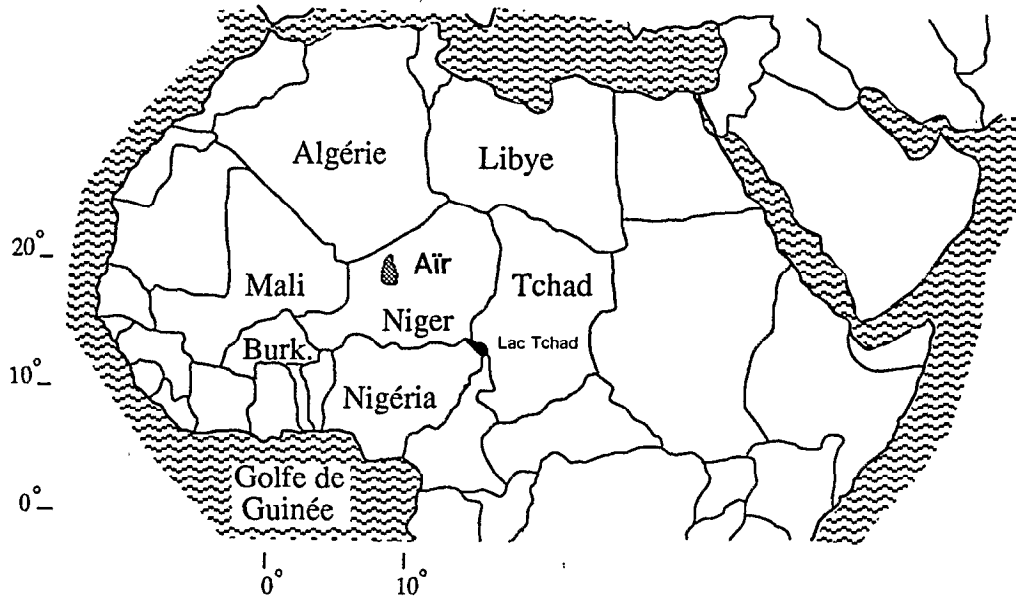 Algérie
Libye
20°
Aïr
Mali
Tchad
Niger
Burk.
Lac Tchad
10°
Nigéria
Golfe de
Guinée
0°
0°
10°